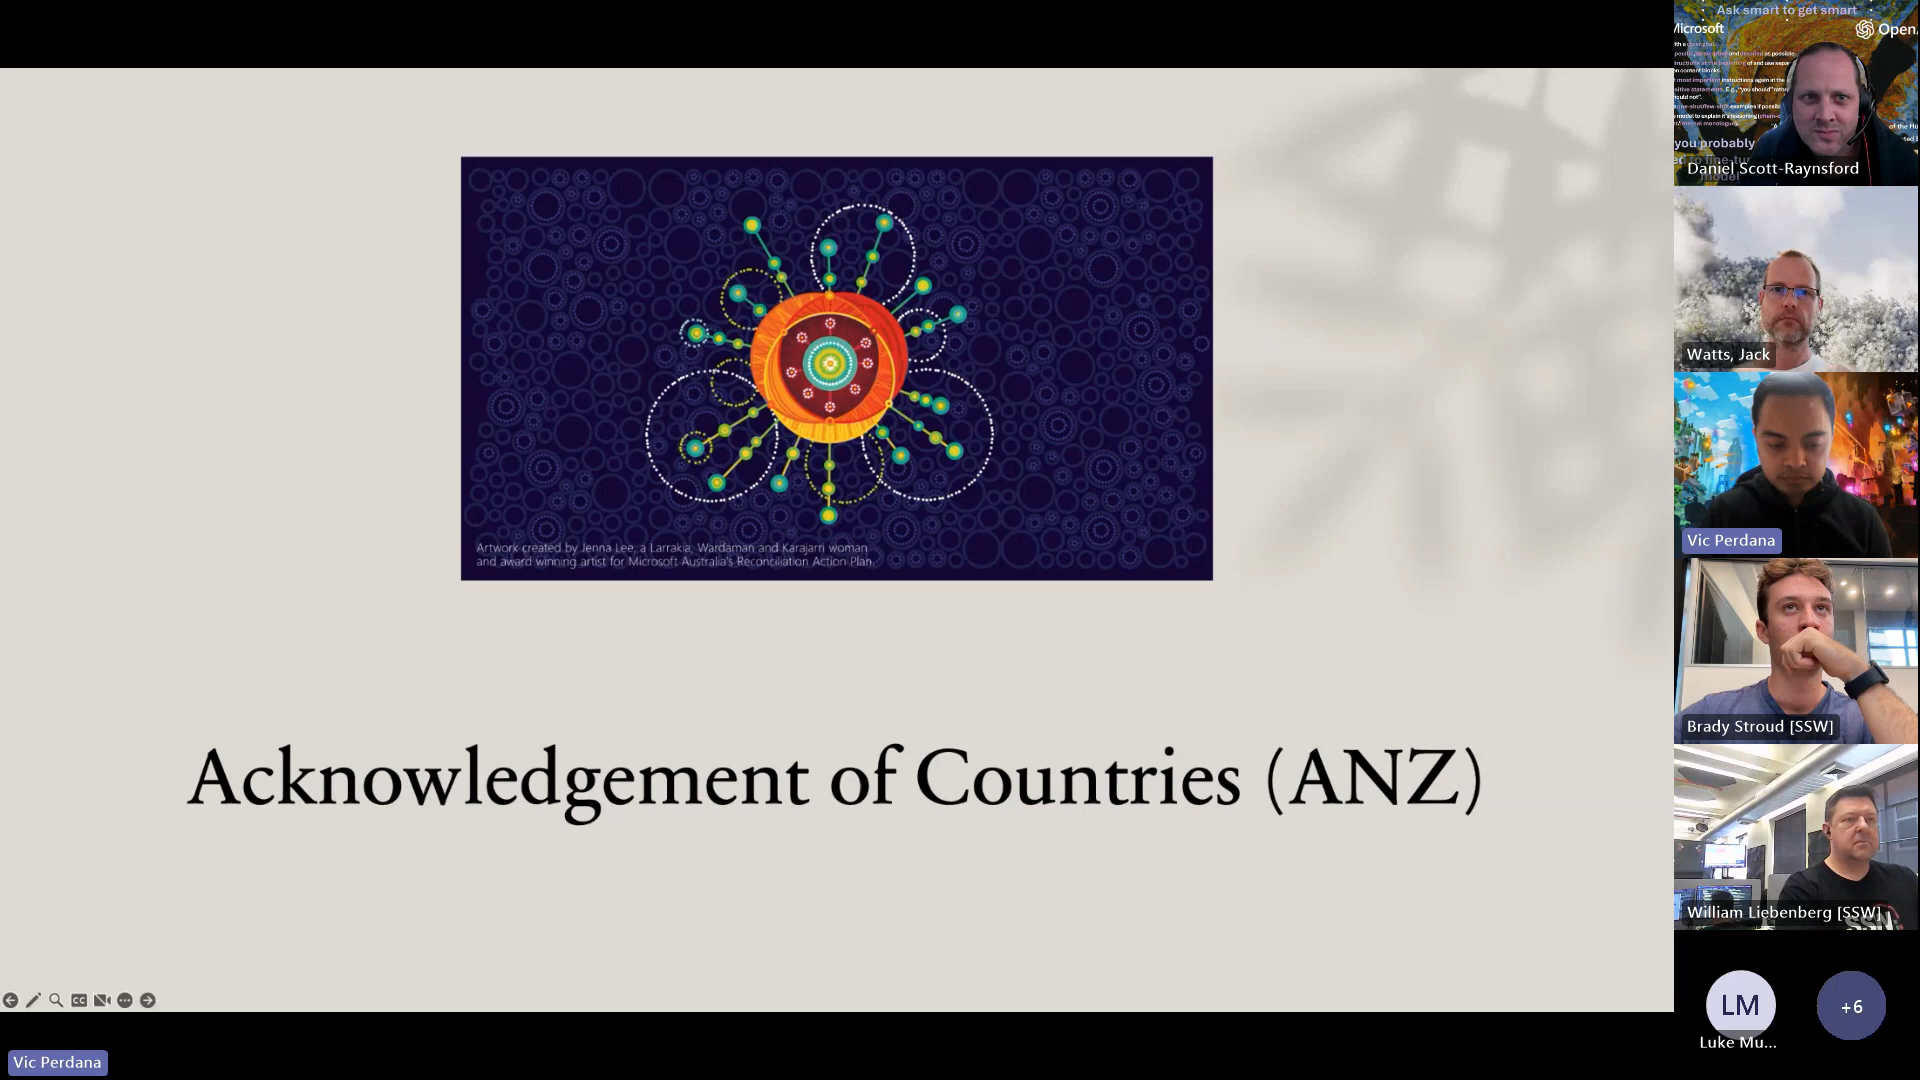 Artwork created by Jenna Lee, a Larrakia, Wardaman and Karajarri woman
and award winning artist for Microsoft Australia's Reconciliation Action Plan.
Acknowledgement of Countries (ANZ)
CC
Vic Perdana
Ask smart to get smart
Microsoft
Open
you probably
Daniel Scott-Raynsford
Watts, Jack
Vic Perdana
Brady Stroud [SSW]
William Liebenberg [SSW]
LM
+6
Luke Mu...